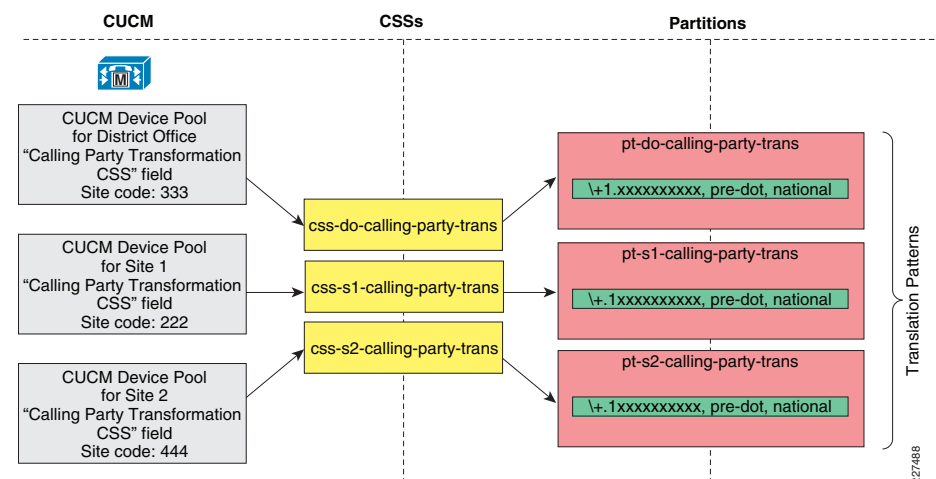 CUCM
CSSs
Partitions
M
CUCM Device Pool
for District Office
“Calling Party Transformation
CSS” field
Site code: 333
CUCM Device Pool
for Site 1
“Calling Party Transformation
CSS” field
Site code: 222
CUCM Device Pool
for Site 2
“Calling Party Transformation
CSS” field
Site code: 444
css-do-calling-party-trans
css-s1-calling-party-trans
css-s2-calling-party-trans
pt-do-calling-party-trans
\+1.xxxxxxxxxx, pre-dot, national
pt-s1-calling-party-trans
\+.1xxxxxxxxxx, pre-dot, national
pt-s2-calling-party-trans
\+.1xxxxxxxxxx, pre-dot, national
Translation Patterns
227488